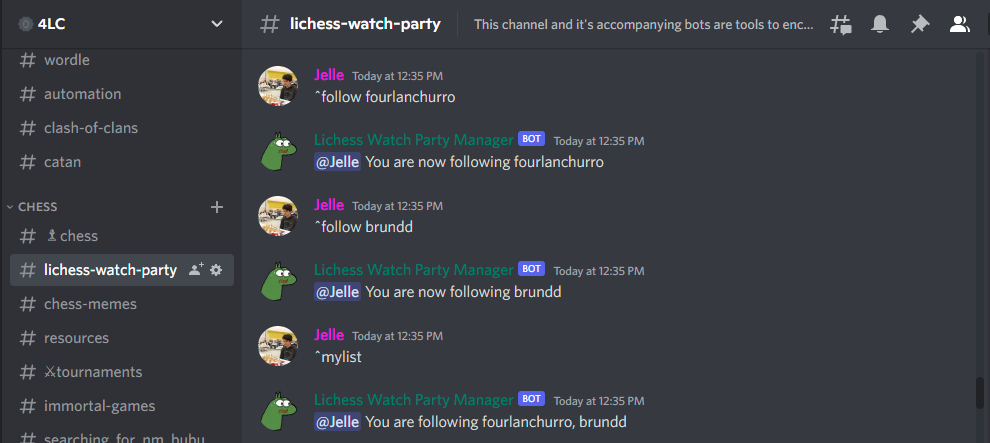 4LC
wordle
automation
clash-of-clans
catan
CHESS
chess
lichess-watch-party
chess-memes
resources
tournaments
immortal-games
searching_for_nm_bubu
lichess-watch-party
This channel and it's accompanying bots are tools to enc...
Jelle Today at 12:35 PM
^follow fourlanchurro
Lichess Watch Party Manager BOT Today at 12:35 PM
@Jelle You are now following fourlanchurro
Jelle Today at 12:35 PM
^follow brundd
Lichess Watch Party Manager BOT Today at 12:35 PM
@Jelle You are now following brundd
Jelle Today at 12:35 PM
^mylist
Lichess Watch Party Manager BOT Today at 12:35 PM
@Jelle You are following fourlanchurro, brundd